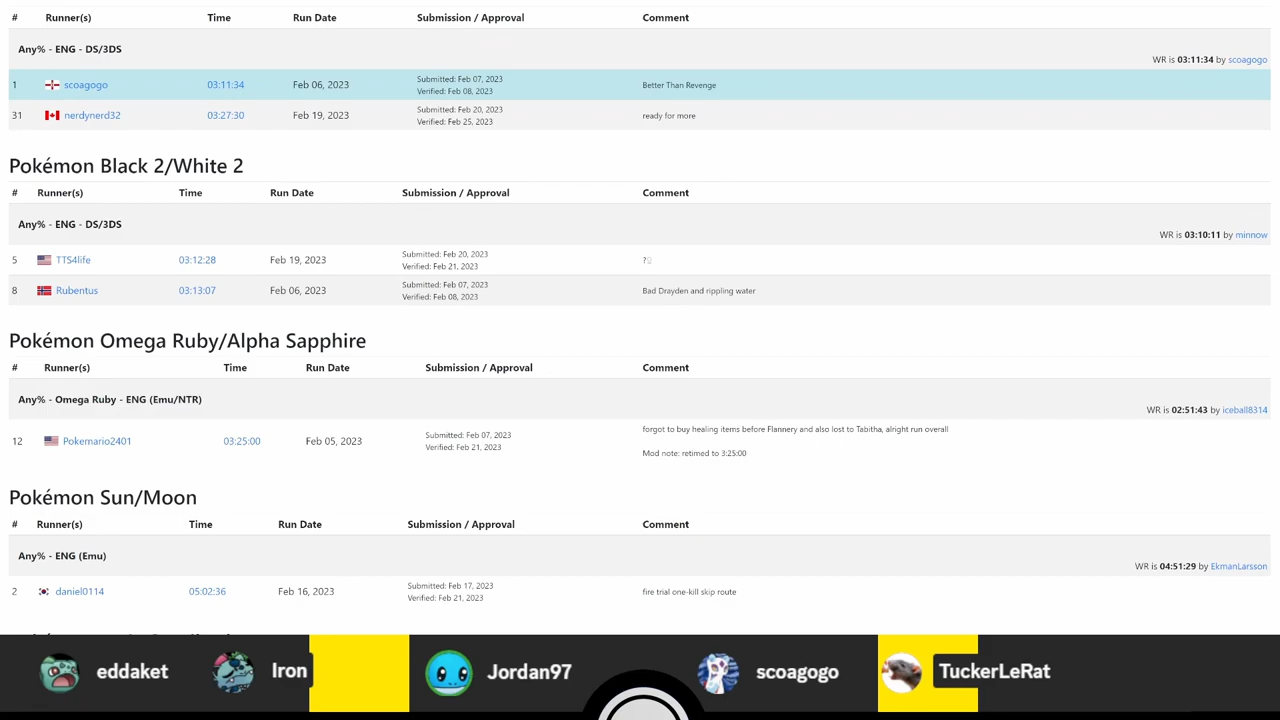 # Runner(s) Time Run Date Submission / Approval Comment
Any% - ENG - DS/3DS
WR is 03:11:34 by scoagogo
1 scoagogo 03:11:34 Feb 06, 2023 Submitted: Feb 07, 2023 Better Than Revenge
Verified: Feb 08, 2023
31 nerdynerd32 03:27:30 Feb 19, 2023 Submitted: Feb 20, 2023 ready for more
Verified: Feb 25, 2023
Pokémon Black 2/White 2
# Runner(s) Time Run Date Submission / Approval Comment
Any% - ENG - DS/3DS
WR is 03:10:11 by minnow
5 TTS4life 03:12:28 Feb 19, 2023 Submitted: Feb 20, 2023 ?
Verified: Feb 21, 2023
8 Rubentus 03:13:07 Feb 06, 2023 Submitted: Feb 07, 2023 Bad Drayden and rippling water
Verified: Feb 08, 2023
Pokémon Omega Ruby/Alpha Sapphire
# Runner(s) Time Run Date Submission / Approval Comment
Any% - Omega Ruby - ENG (Emu/NTR)
WR is 02:51:43 by iceball8314
12 Pokemario2401 03:25:00 Feb 05, 2023 Submitted: Feb 07, 2023 forgot to buy healing items before Flannery and also lost to Tabitha, alright run overall
Verified: Feb 21, 2023
Mod note: retimed to 3:25:00
Pokémon Sun/Moon
# Runner(s) Time Run Date Submission / Approval Comment
Any% - ENG (Emu)
WR is 04:51:29 by EkmanLarsson
2 daniel0114 05:02:36 Feb 16, 2023 Submitted: Feb 17, 2023 fire trial one-kill skip route
Verified: Feb 21, 2023
eddaket Iron Jordan97 scoagogo TuckerLeRat